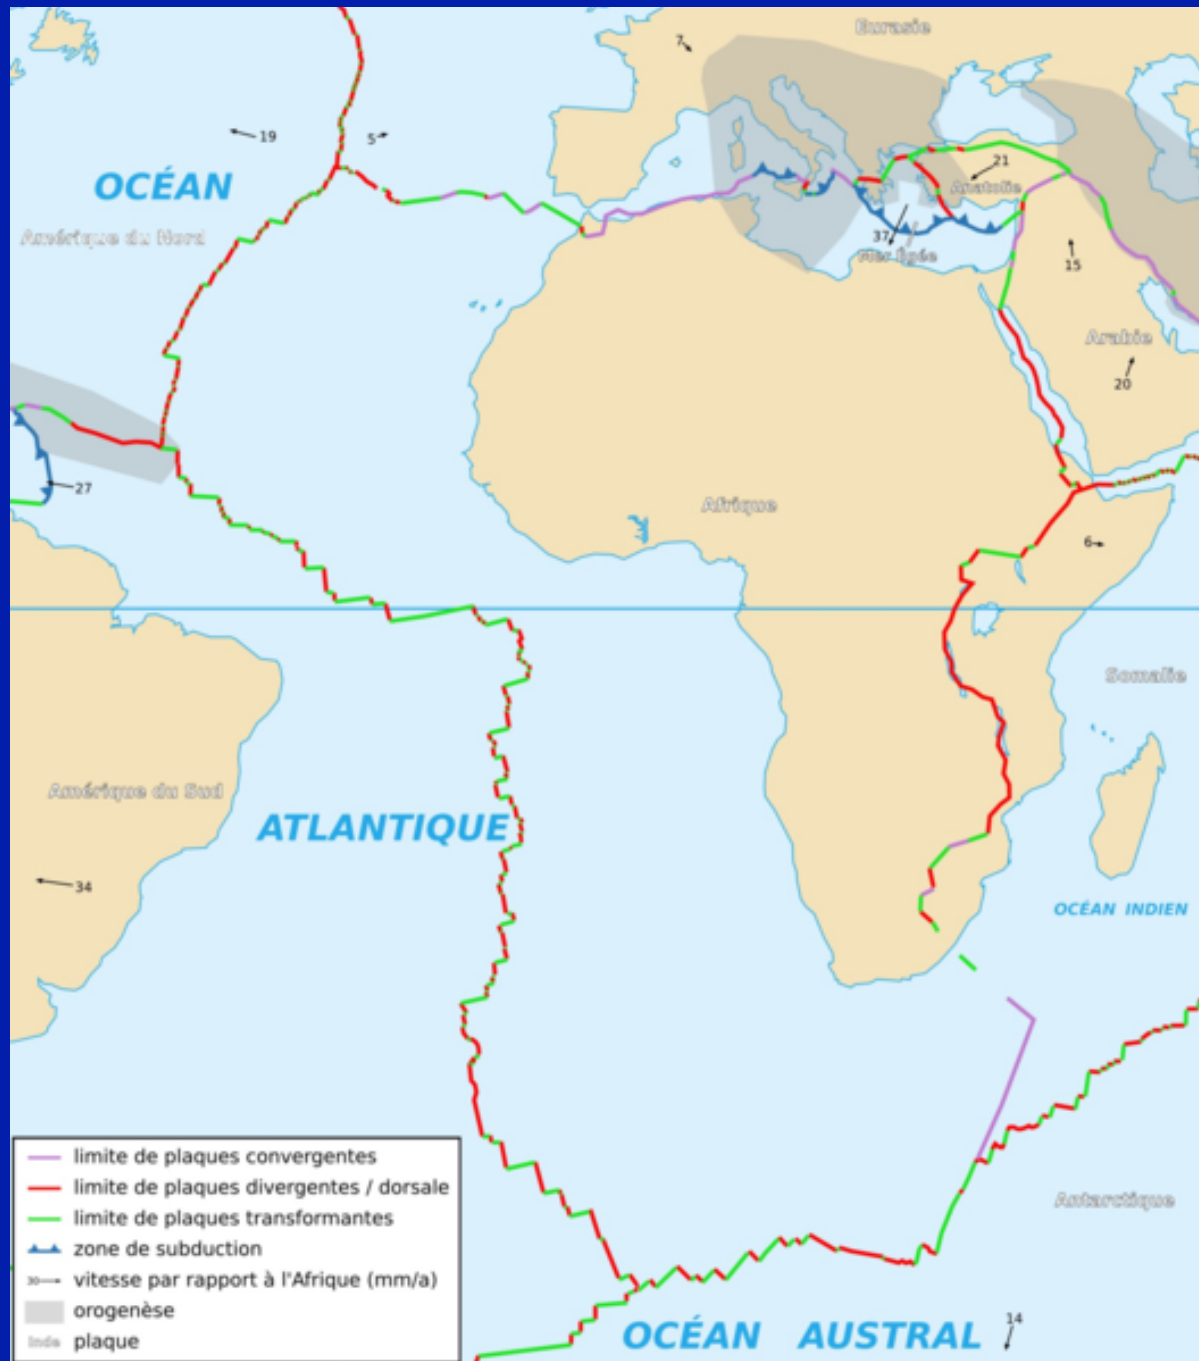 Eurasie
7
19
5
OCÉAN
21
Anatolie
Amérique du Nord
37
Mer Égée
15
Arabie
20
27
Afrique
6
Somalie
Amérique du Sud
ATLANTIQUE
34
OCÉAN INDIEN
limite de plaques convergentes
limite de plaques divergentes / dorsale
Antarctique
limite de plaques transformantes
zone de subduction
30 vitesse par rapport à l'Afrique (mm/a)
orogenèse
14
OCÉAN AUSTRAL
Inde plaque